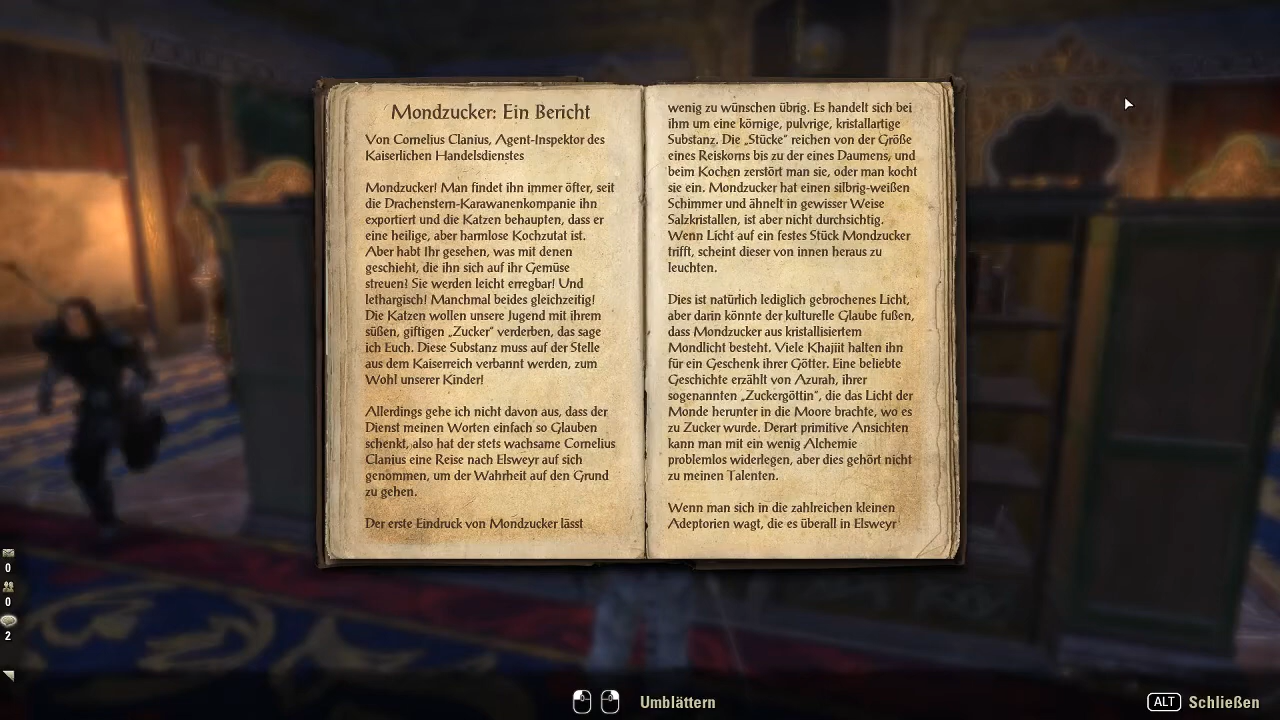 Mondzucker: Ein Bericht
Von Cornelius Clanius, Agent-Inspektor des
Kaiserlichen Handelsdienstes
Mondzucker! Man findet ihn immer öfter, seit
die Drachenstern-Karawanenkompanie ihn
exportiert und die Katzen behaupten, dass er
eine heilige, aber harmlose Kochzutat ist.
Aber habt Ihr gesehen, was mit denen
geschieht, die ihn sich auf ihr Gemüse
streuen? Sie werden leicht erregbar! Und
lethargisch! Manchmal beides gleichzeitig!
Die Katzen wollen unsere Jugend mit ihrem
süßen, giftigen „Zucker“ verderben, das sage
ich Euch. Diese Substanz muss auf der Stelle
aus dem Kaiserreich verbannt werden, zum
Wohl unserer Kinder!
Allerdings gehe ich nicht davon aus, dass der
Dienst meinen Worten einfach so Glauben
schenkt, also hat der stets wachsame Cornelius
Clanius eine Reise nach Elsweyr auf sich
genommen, um der Wahrheit auf den Grund
zu gehen.
Der erste Eindruck von Mondzucker lässt
wenig zu wünschen übrig. Es handelt sich bei
ihm um eine körnige, pulvrige, kristallartige
Substanz. Die „Stücke“ reichen von der Größe
eines Reiskorns bis zu der eines Daumens, und
beim Kochen zerstört man sie, oder man kocht
sie ein. Mondzucker hat einen silbrig-weißen
Schimmer und ähnelt in gewisser Weise
Salzkristallen, ist aber nicht durchsichtig.
Wenn Licht auf ein festes Stück Mondzucker
trifft, scheint dieser von innen heraus zu
leuchten.
Dies ist natürlich lediglich gebrochenes Licht,
aber darin könnte der kulturelle Glaube fußen,
dass Mondzucker aus kristallisiertem
Mondlicht besteht. Viele Khajiit halten ihn
für ein Geschenk ihrer Götter. Eine beliebte
Geschichte erzählt von Azurah, ihrer
sogenannten „Zuckergöttin“, die das Licht der
Monde herunter in die Moore brachte, wo es
zu Zucker wurde. Derart primitive Ansichten
kann man mit ein wenig Alchemie
problemlos widerlegen, aber dies gehört nicht
zu meinen Talenten.
Wenn man sich in die zahlreichen kleinen
Adeptorien wagt, die es überall in Elsweyr
0
0
2
Umblättern
ALT Schließen